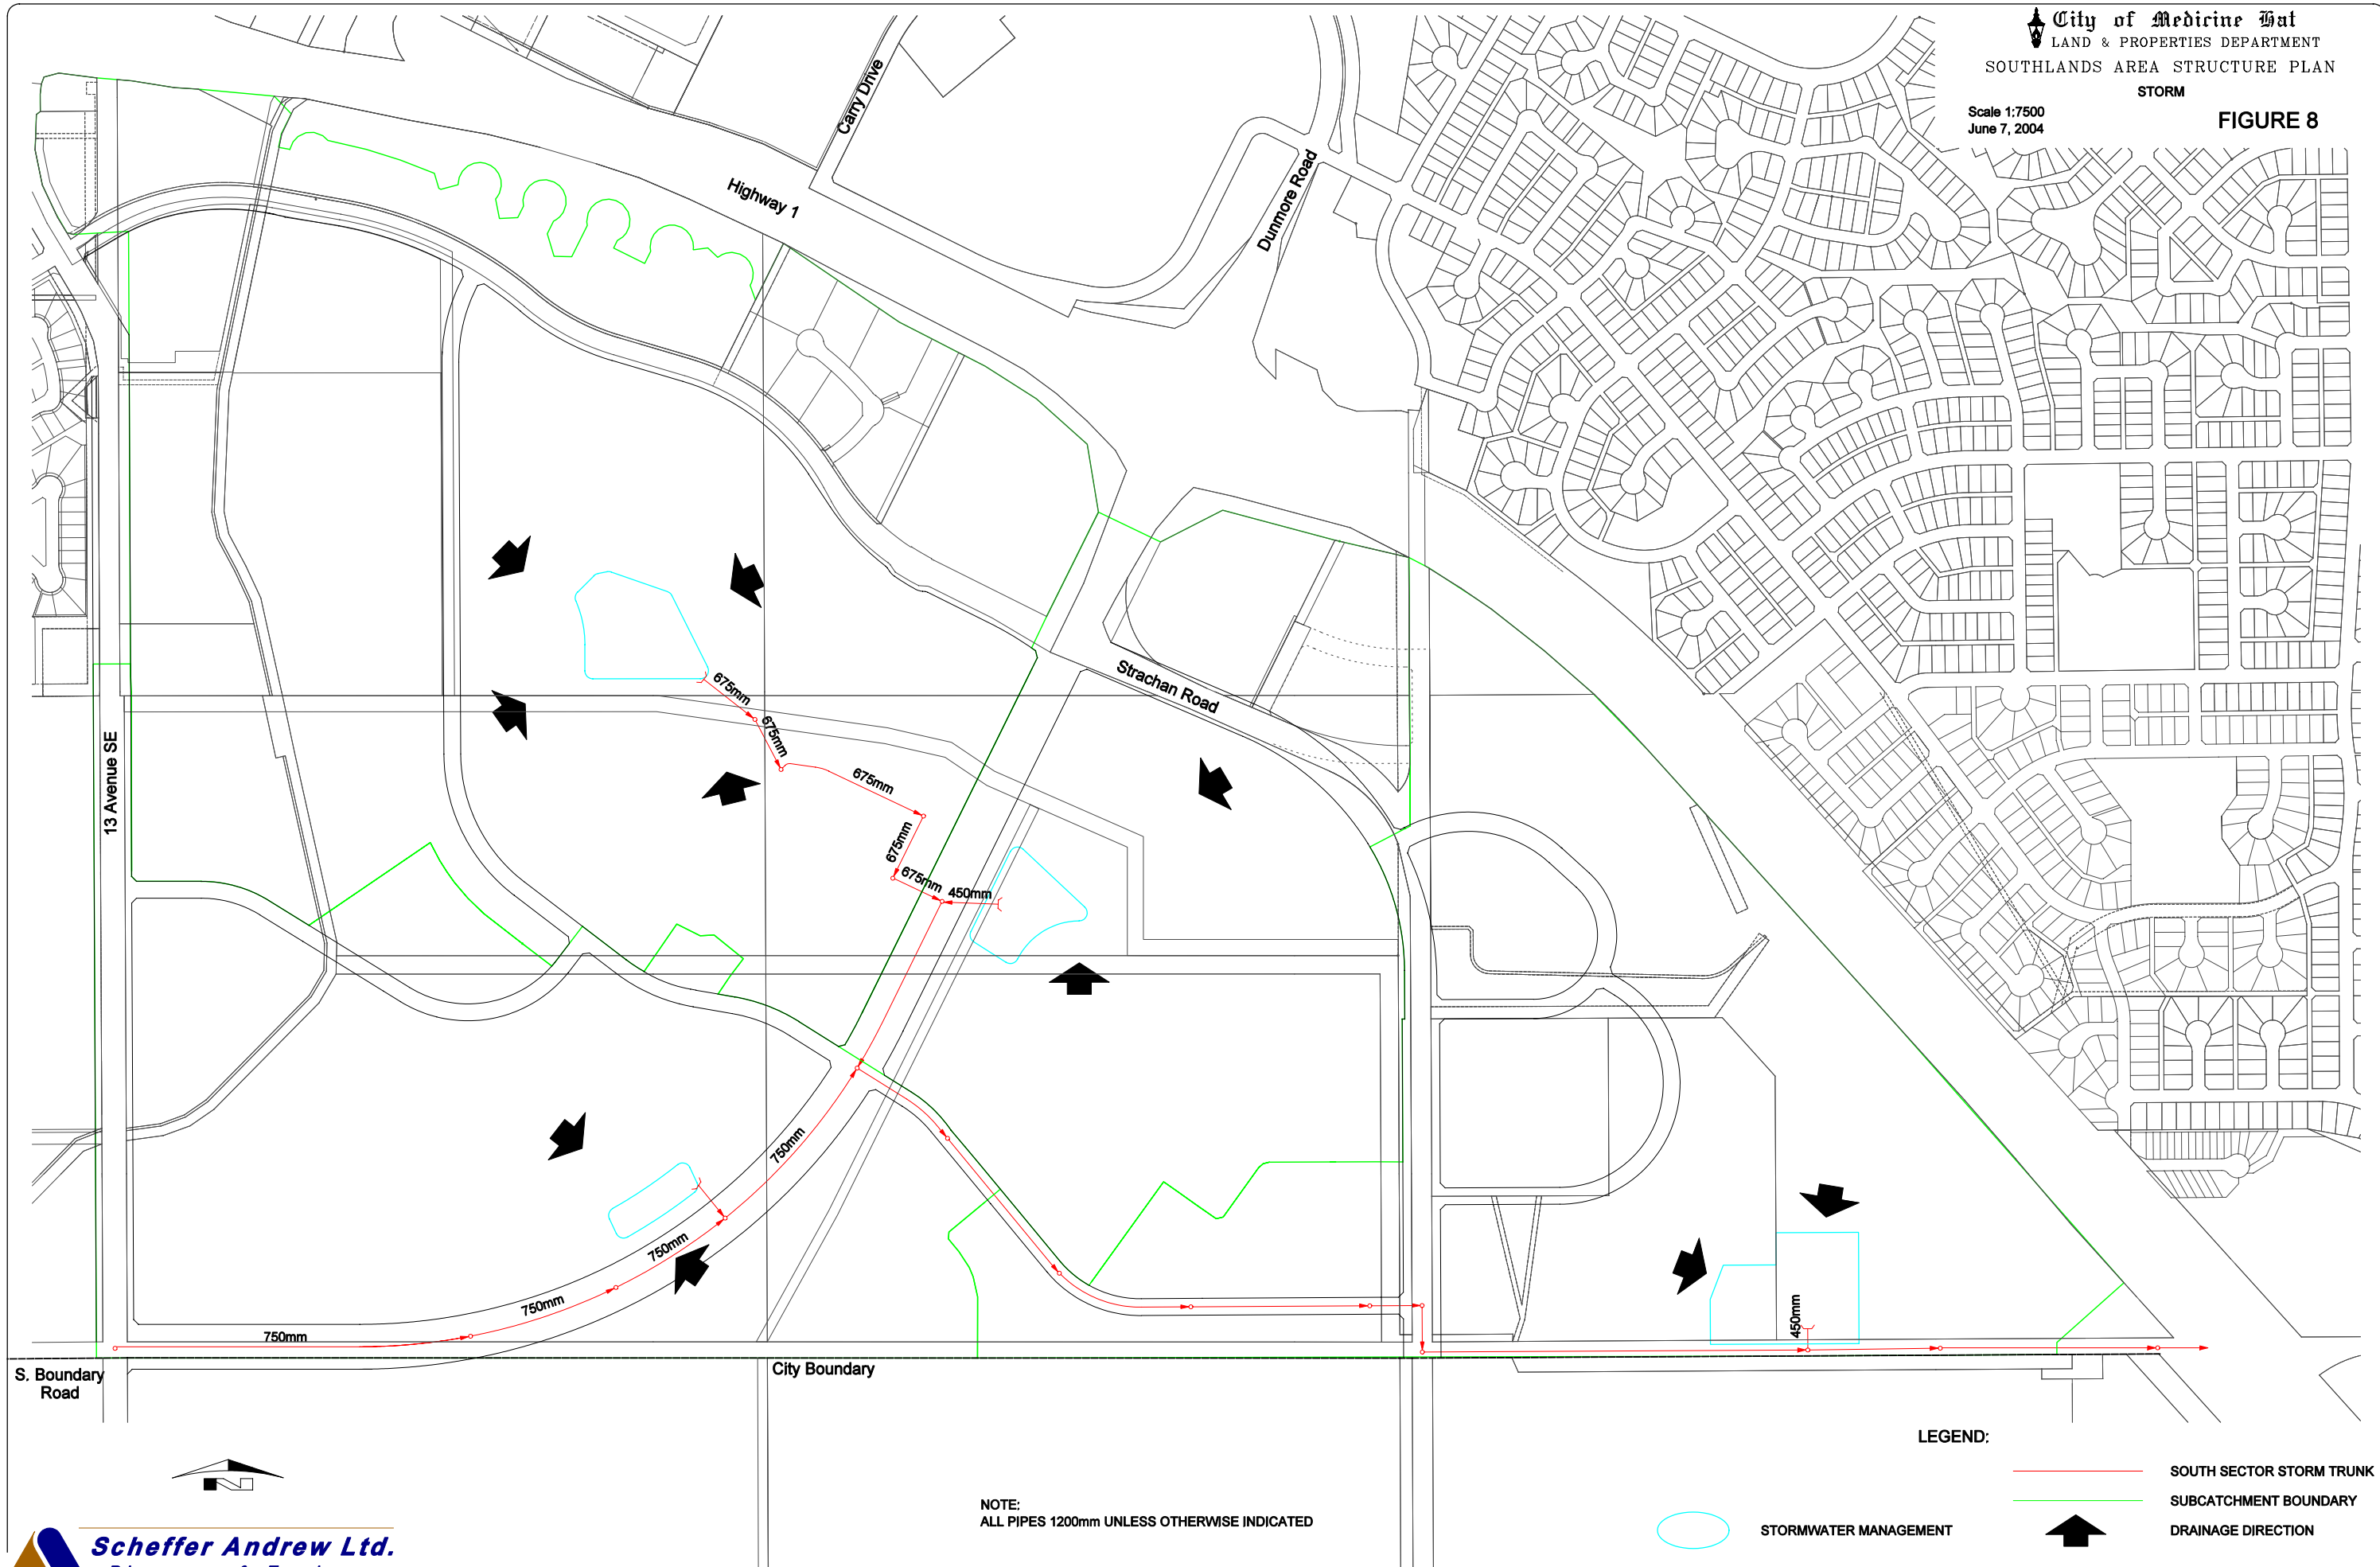 City of Medicine Hat
LAND & PROPERTIES DEPARTMENT
SOUTHLANDS AREA STRUCTURE PLAN
STORM
Scale 1:7500
June 7, 2004
FIGURE 8
Carry Drive
Highway 1
Dunmore Road
Strachan Road
13 Avenue SE
675mm
675mm
675mm
675mm
675mm
450mm
750mm
750mm
750mm
750mm
450mm
S. Boundary
Road
City Boundary
N
NOTE:
ALL PIPES 1200mm UNLESS OTHERWISE INDICATED
LEGEND:
SOUTH SECTOR STORM TRUNK
SUBCATCHMENT BOUNDARY
STORMWATER MANAGEMENT
DRAINAGE DIRECTION
Scheffer Andrew Ltd.